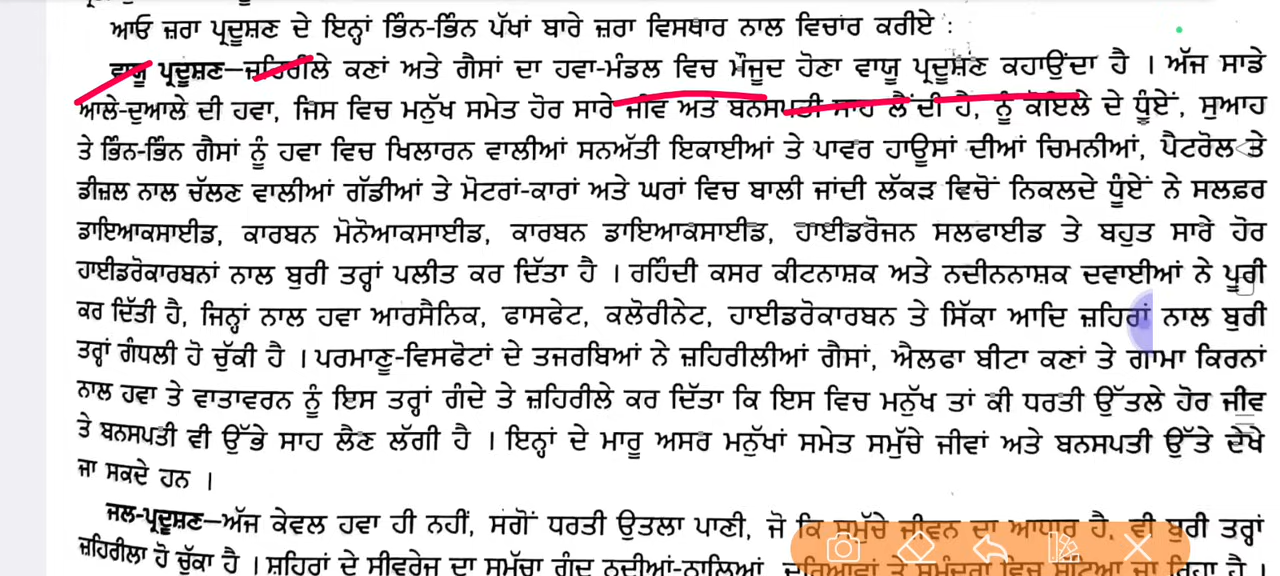 ਆਓ ਜ਼ਰਾ ਪ੍ਰਦੂਸ਼ਣ ਦੇ ਇਨ੍ਹਾਂ ਭਿੰਨ-ਭਿੰਨ ਪੱਖਾਂ ਬਾਰੇ ਜ਼ਰਾ ਵਿਸਥਾਰ ਨਾਲ ਵਿਚਾਰ ਕਰੀਏ :
ਵਾਯੂ ਪ੍ਰਦੂਸ਼ਣ—ਜ਼ਹਿਰੀਲੇ ਕਣਾਂ ਅਤੇ ਗੈਸਾਂ ਦਾ ਹਵਾ-ਮੰਡਲ ਵਿਚ ਮੌਜੂਦ ਹੋਣਾ ਵਾਯੂ ਪ੍ਰਦੂਸ਼ਣ ਕਹਾਉਂਦਾ ਹੈ । ਅੱਜ ਸਾਡੇ
ਆਲੇ-ਦੁਆਲੇ ਦੀ ਹਵਾ, ਜਿਸ ਵਿਚ ਮਨੁੱਖ ਸਮੇਤ ਹੋਰ ਸਾਰੇ ਜੀਵ ਅਤੇ ਬਨਸਪਤੀ ਸਾਹ ਲੈਂਦੀ ਹੈ, ਨੂੰ ਕੋਇਲੇ ਦੇ ਧੂੰਏਂ, ਸੁਆਹ
ਤੇ ਭਿੰਨ-ਭਿੰਨ ਗੈਸਾਂ ਨੂੰ ਹਵਾ ਵਿਚ ਖਿਲਾਰਨ ਵਾਲੀਆਂ ਸਨਅੱਤੀ ਇਕਾਈਆਂ ਤੇ ਪਾਵਰ ਹਾਊਸਾਂ ਦੀਆਂ ਚਿਮਨੀਆਂ, ਪੈਟਰੋਲ ਤੇ
ਡੀਜ਼ਲ ਨਾਲ ਚੱਲਣ ਵਾਲੀਆਂ ਗੱਡੀਆਂ ਤੇ ਮੋਟਰਾਂ-ਕਾਰਾਂ ਅਤੇ ਘਰਾਂ ਵਿਚ ਬਾਲੀ ਜਾਂਦੀ ਲੱਕੜ ਵਿਚੋਂ ਨਿਕਲਦੇ ਧੂੰਏਂ ਨੇ ਸਲਫ਼ਰ
ਡਾਇਆਕਸਾਈਡ, ਕਾਰਬਨ ਮੋਨੋਆਕਸਾਈਡ, ਕਾਰਬਨ ਡਾਇਆਕਸਾਈਡ, ਹਾਈਡਰੋਜਨ ਸਲਫਾਈਡ ਤੇ ਬਹੁਤ ਸਾਰੇ ਹੋਰ
ਹਾਈਡਰੋਕਾਰਬਨਾਂ ਨਾਲ ਬੁਰੀ ਤਰ੍ਹਾਂ ਪਲੀਤ ਕਰ ਦਿੱਤਾ ਹੈ । ਰਹਿੰਦੀ ਕਸਰ ਕੀਟਨਾਸ਼ਕ ਅਤੇ ਨਦੀਨਨਾਸ਼ਕ ਦਵਾਈਆਂ ਨੇ ਪੂਰੀ
ਕਰ ਦਿੱਤੀ ਹੈ, ਜਿਨ੍ਹਾਂ ਨਾਲ ਹਵਾ ਆਰਸੈਨਿਕ, ਫਾਸਫੇਟ, ਕਲੋਰੀਨੇਟ, ਹਾਈਡਰੋਕਾਰਬਨ ਤੇ ਸਿੱਕਾ ਆਦਿ ਜ਼ਹਿਰਾਂ ਨਾਲ ਬੁਰੀ
ਤਰ੍ਹਾਂ ਗੰਧਲੀ ਹੋ ਚੁੱਕੀ ਹੈ । ਪਰਮਾਣੂ-ਵਿਸਫੋਟਾਂ ਦੇ ਤਜਰਬਿਆਂ ਨੇ ਜ਼ਹਿਰੀਲੀਆਂ ਗੈਸਾਂ, ਐਲਫਾ ਬੀਟਾ ਕਣਾਂ ਤੇ ਗਾਮਾ ਕਿਰਨਾਂ
ਨਾਲ ਹਵਾ ਤੇ ਵਾਤਾਵਰਨ ਨੂੰ ਇਸ ਤਰ੍ਹਾਂ ਗੰਦੇ ਤੇ ਜ਼ਹਿਰੀਲੇ ਕਰ ਦਿੱਤਾ ਕਿ ਇਸ ਵਿਚ ਮਨੁੱਖ ਤਾਂ ਕੀ ਧਰਤੀ ਉੱਤਲੇ ਹੋਰ ਜੀਵ
ਤੇ ਬਨਸਪਤੀ ਵੀ ਉੱਭੇ ਸਾਹ ਲੈਣ ਲੱਗੀ ਹੈ । ਇਨ੍ਹਾਂ ਦੇ ਮਾਰੂ ਅਸਰ ਮਨੁੱਖਾਂ ਸਮੇਤ ਸਮੁੱਚੇ ਜੀਵਾਂ ਅਤੇ ਬਨਸਪਤੀ ਉੱਤੇ ਦੇਖੇ
ਜਾ ਸਕਦੇ ਹਨ ।
ਜਲ-ਪ੍ਰਦੂਸ਼ਣ—ਅੱਜ ਕੇਵਲ ਹਵਾ ਹੀ ਨਹੀਂ, ਸਗੋਂ ਧਰਤੀ ਉਤਲਾ ਪਾਣੀ, ਜੋ ਕਿ ਸਮੁੱਚੇ ਜੀਵਨ ਦਾ ਆਧਾਰ ਹੈ, ਵੀ ਬੁਰੀ ਤਰ੍ਹਾਂ
ਜ਼ਹਿਰੀਲਾ ਹੋ ਚੁੱਕਾ ਹੈ । ਸ਼ਹਿਰਾਂ ਦੇ ਸੀਵਰੇਜ ਦਾ ਸਮੁੱਚਾ ਗੰਦ ਨਦੀਆਂ-ਨਾਲਿਆਂ, ਦਰਿਆਵਾਂ ਤੇ ਸਮੁੰਦਰਾਂ ਵਿਚ ਸੁੱਟਿਆ ਜਾ ਰਿਹਾ ਹੈ ।